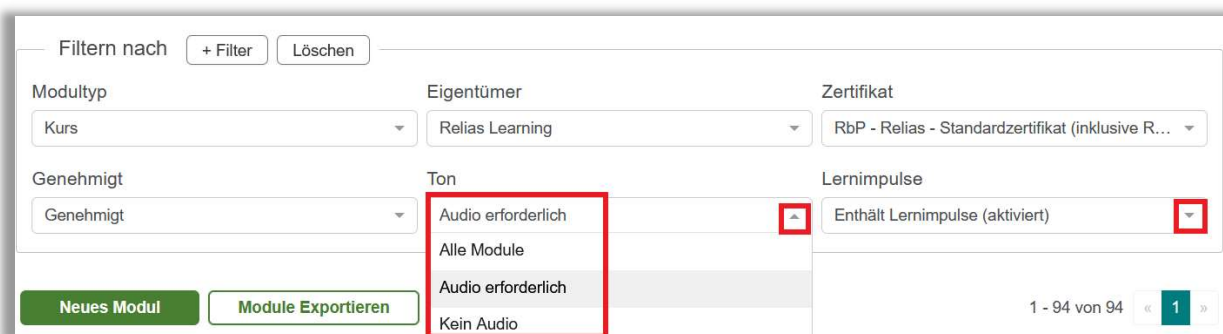 Filtern nach + Filter Löschen
Modultyp Eigentümer Zertifikat
Kurs Relias Learning RbP - Relias - Standardzertifikat (inklusive R...
Genehmigt Ton Lernimpulse
Genehmigt Audio erforderlich Enthält Lernimpulse (aktiviert)
Alle Module
Audio erforderlich
Neues Modul Module Exportieren 1 - 94 von 94 « 1 »
Kein Audio